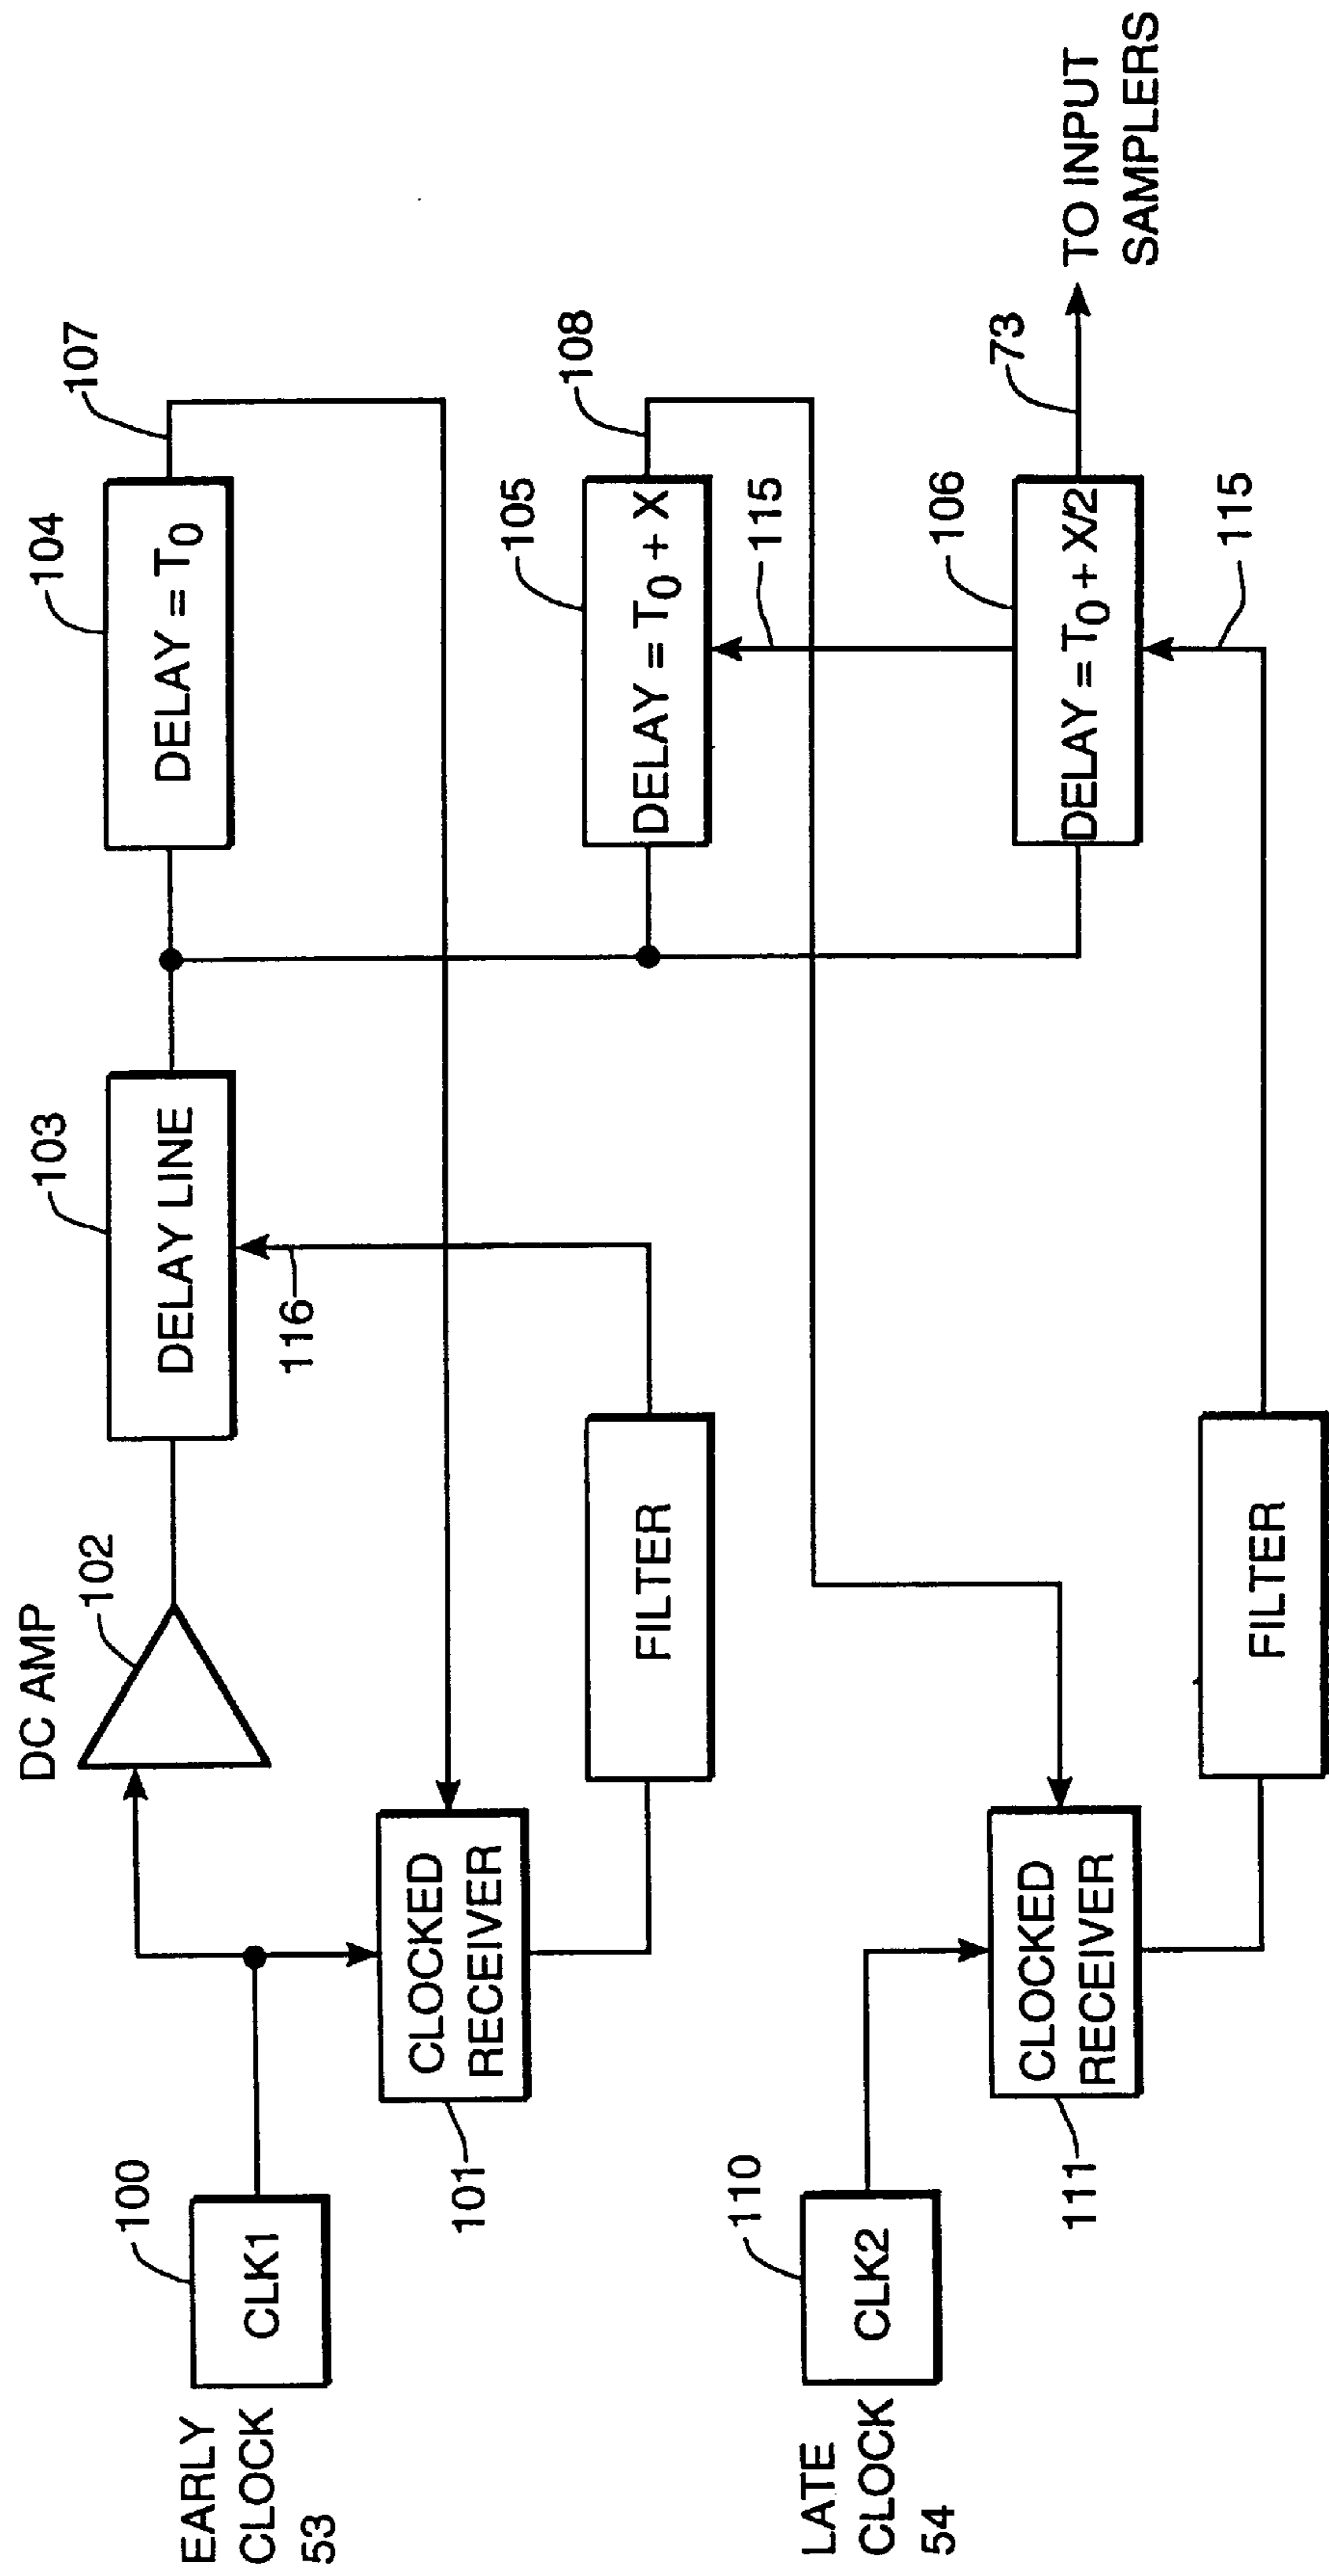 EARLY
CLOCK
53
100
CLK1
101
CLOCKED
RECEIVER
DC AMP
102
FILTER
103
DELAY LINE
116
104
DELAY = T0
107
105
DELAY = T0 + X
108
115
106
DELAY = T0 + X/2
115
73
TO INPUT
SAMPLERS
LATE
CLOCK
54
110
CLK2
111
CLOCKED
RECEIVER
FILTER